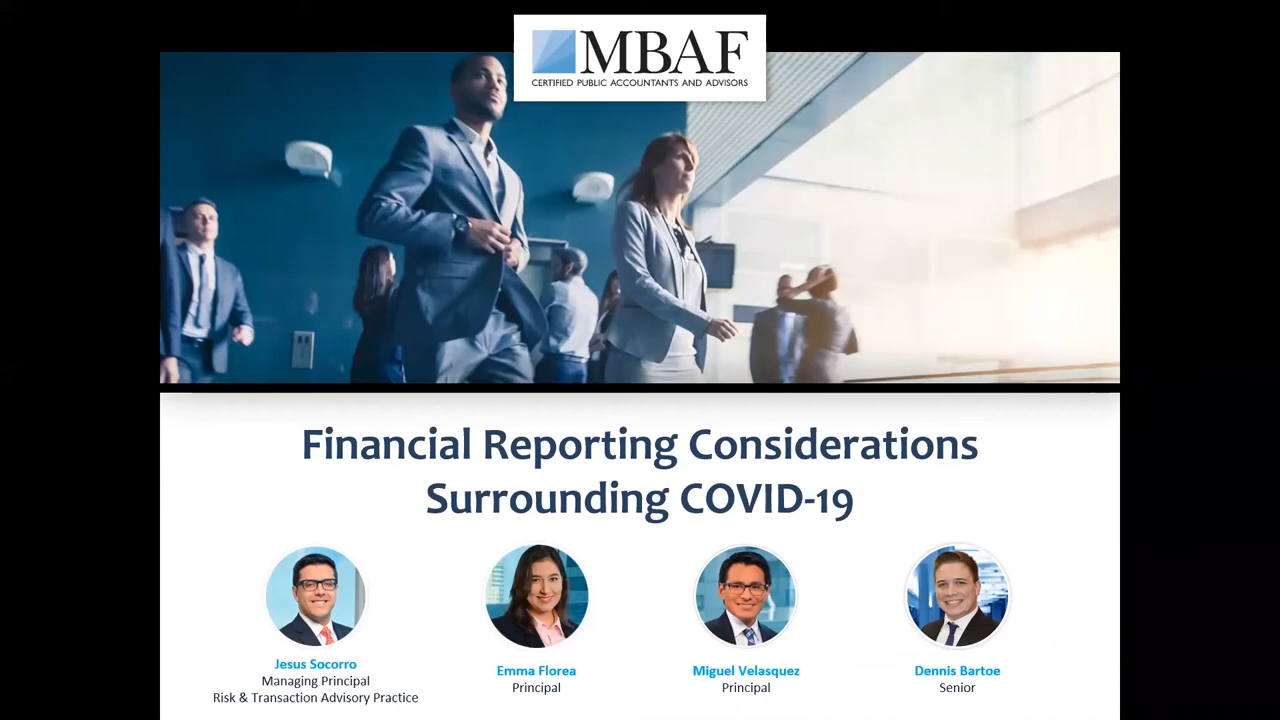 MBAF
CERTIFIED PUBLIC ACCOUNTANTS AND ADVISORS
Financial Reporting Considerations
Surrounding COVID-19
Jesus Socorro
Managing Principal
Risk & Transaction Advisory Practice
Emma Florea
Principal
Miguel Velasquez
Principal
Dennis Bartoe
Senior